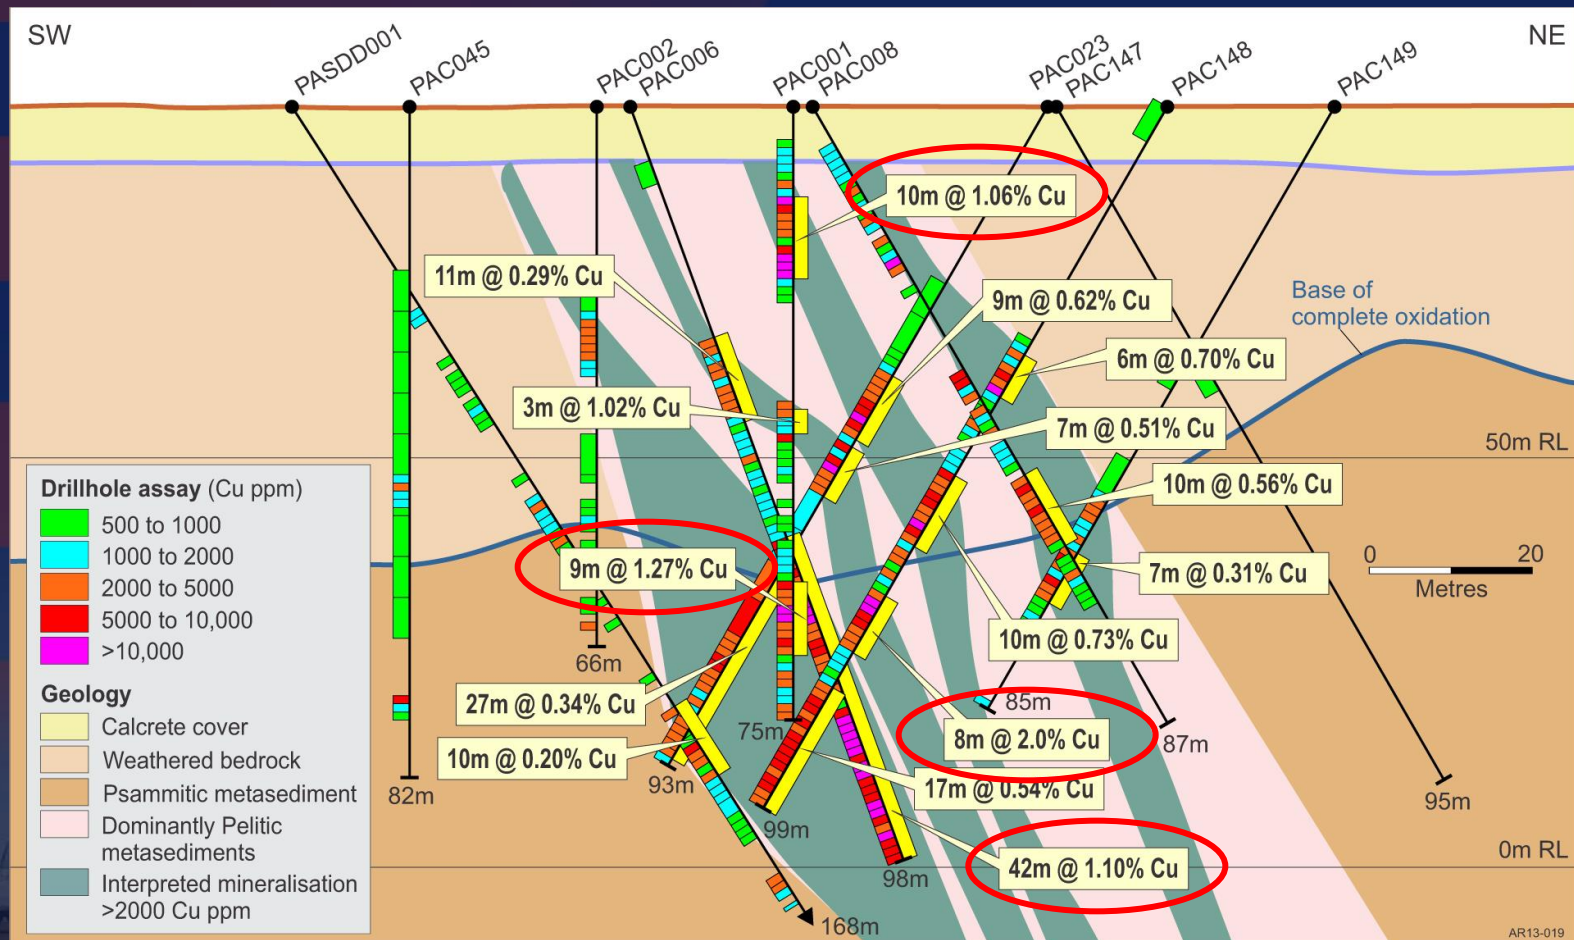 SW
NE
PASDD001
PAC045
PAC002
PAC006
PAC001
PAC008
PAC023
PAC147
PAC148
PAC149
10m @ 1.06% Cu
11m @ 0.29% Cu
9m @ 0.62% Cu
Base of
complete oxidation
6m @ 0.70% Cu
3m @ 1.02% Cu
7m @ 0.51% Cu
50m RL
10m @ 0.56% Cu
9m @ 1.27% Cu
7m @ 0.31% Cu
0 20
Metres
10m @ 0.73% Cu
66m
27m @ 0.34% Cu
85m
75m
8m @ 2.0% Cu
87m
10m @ 0.20% Cu
93m
17m @ 0.54% Cu
82m
95m
99m
0m RL
42m @ 1.10% Cu
98m
168m
Drillhole assay (Cu ppm)
500 to 1000
1000 to 2000
2000 to 5000
5000 to 10,000
>10,000
Geology
Calcrete cover
Weathered bedrock
Psammitic metasediment
Dominantly Pelitic
metasediments
Interpreted mineralisation
>2000 Cu ppm
AR13-019